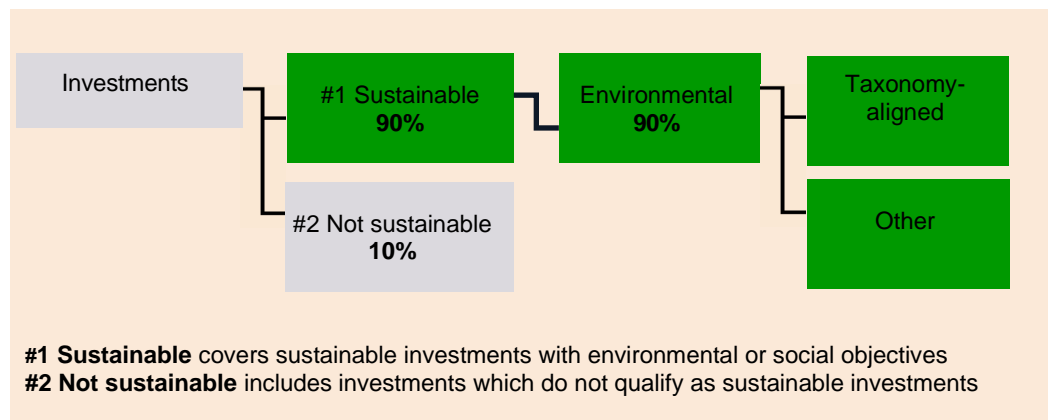 Investments
#1 Sustainable
90%
#2 Not sustainable
10%
Environmental
90%
Taxonomy-
aligned
Other
#1 Sustainable covers sustainable investments with environmental or social objectives
#2 Not sustainable includes investments which do not qualify as sustainable investments